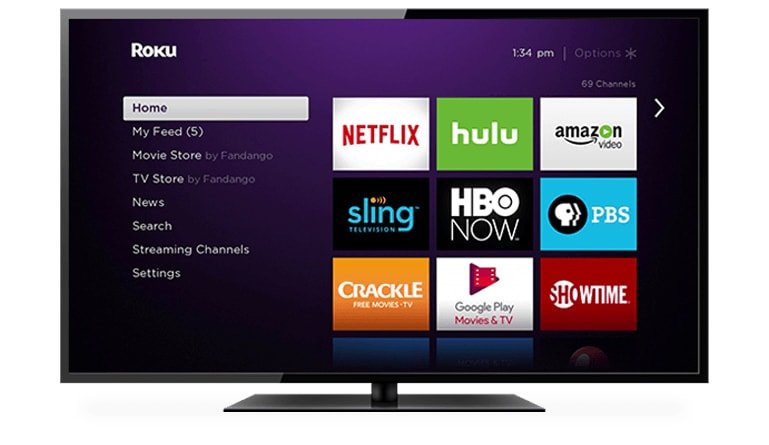 Roku
1:34 pm | Options
69 Channels
Home
My Feed (5)
Movie Store by Fandango
TV Store by Fandango
News
Search
Streaming Channels
Settings
NETFLIX
hulu
amazon
video
sling
TELEVISION
HBO
NOW
PBS
CRACKLE
FREE MOVIES + TV
Google Play
Movies & TV
SHOWTIME